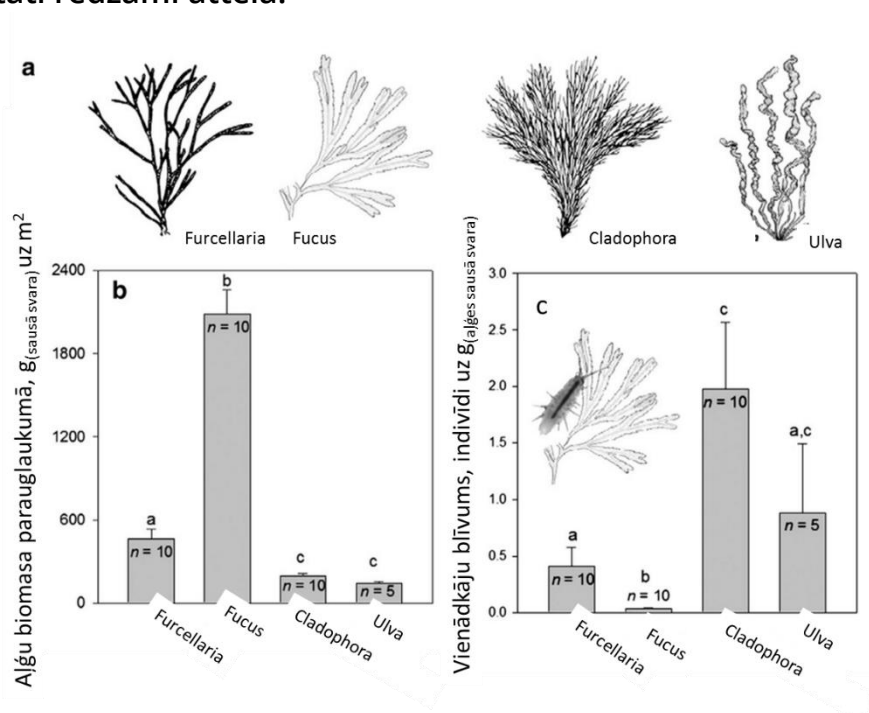 a
Furcellaria
Fucus
Cladophora
Ulva
Aļģu biomasa parauglaukumā, g(sausā svara) uz m²
b
2400
1800
1200
600
0
a
n = 10
b
n = 10
c
n = 10
c
n = 5
Furcellaria
Fucus
Cladophora
Ulva
Vienādkāju blīvums, indivīdi uz g(aļģes sausā svara)
c
3.0
2.5
2.0
1.5
1.0
0.5
0.0
a
n = 10
b
n = 10
c
n = 10
a,c
n = 5
Furcellaria
Fucus
Cladophora
Ulva